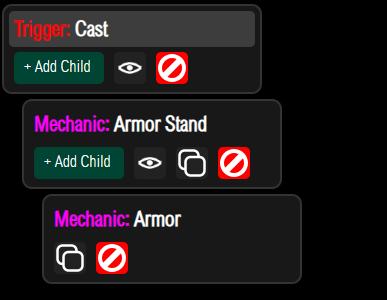 Trigger: Cast
+ Add Child
Mechanic: Armor Stand
+ Add Child
Mechanic: Armor